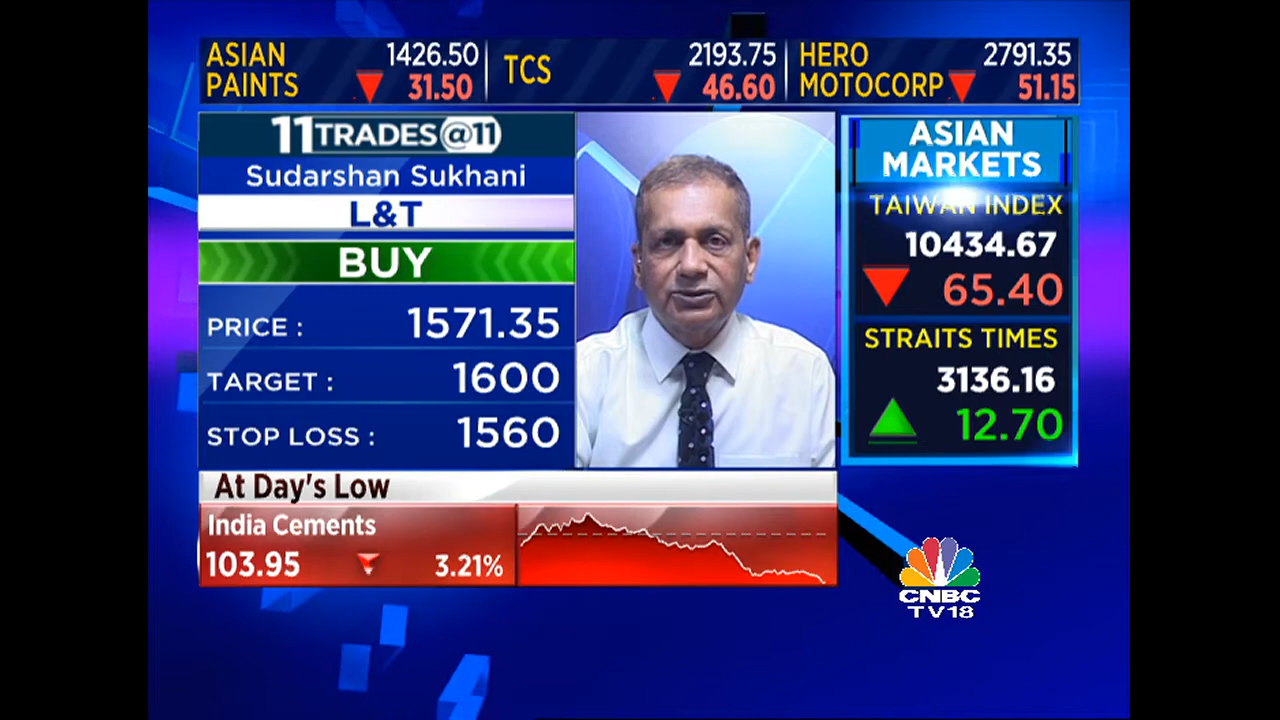 ASIAN PAINTS 1426.50 31.50
TCS 2193.75 46.60
HERO MOTOCORP 2791.35 51.15
11TRADES@11
Sudarshan Sukhani
L&T
BUY
PRICE : 1571.35
TARGET : 1600
STOP LOSS : 1560
ASIAN
MARKETS
TAIWAN INDEX
10434.67
65.40
STRAITS TIMES
3136.16
12.70
At Day's Low
India Cements
103.95 3.21%
CNBC
TV18